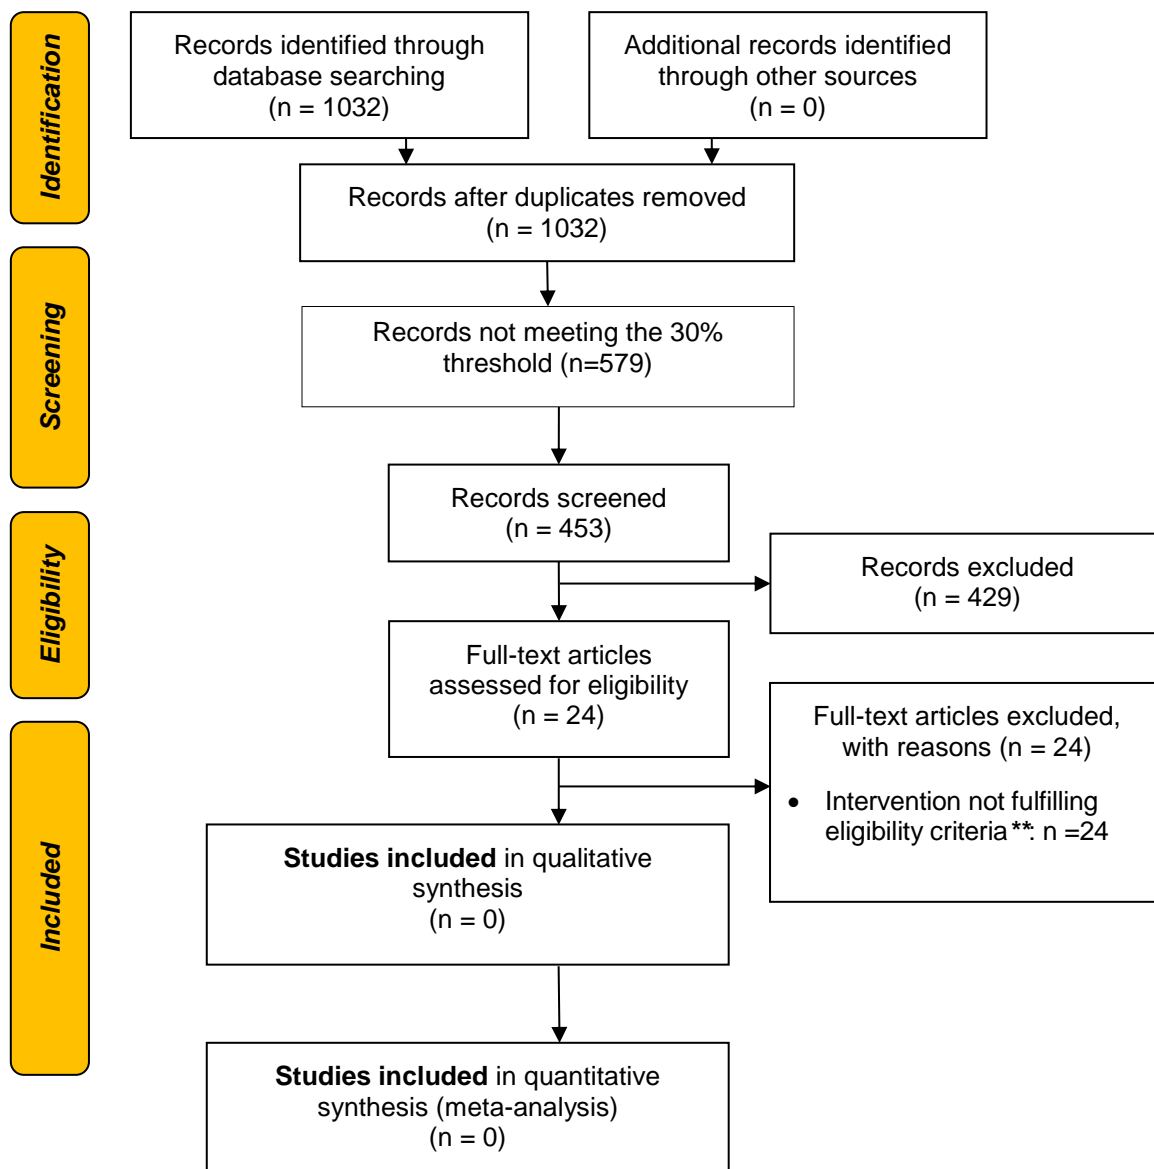 Identification
Records identified through
database searching
(n = 1032)
Additional records identified
through other sources
(n = 0)
Records after duplicates removed
(n = 1032)
Screening
Records not meeting the 30%
threshold (n=579)
Records screened
(n = 453)
Eligibility
Records excluded
(n = 429)
Full-text articles
assessed for eligibility
(n = 24)
Full-text articles excluded,
with reasons (n = 24)
• Intervention not fulfilling
eligibility criteria**: n =24
Included
Studies included in qualitative
synthesis
(n = 0)
Studies included in quantitative
synthesis (meta-analysis)
(n = 0)